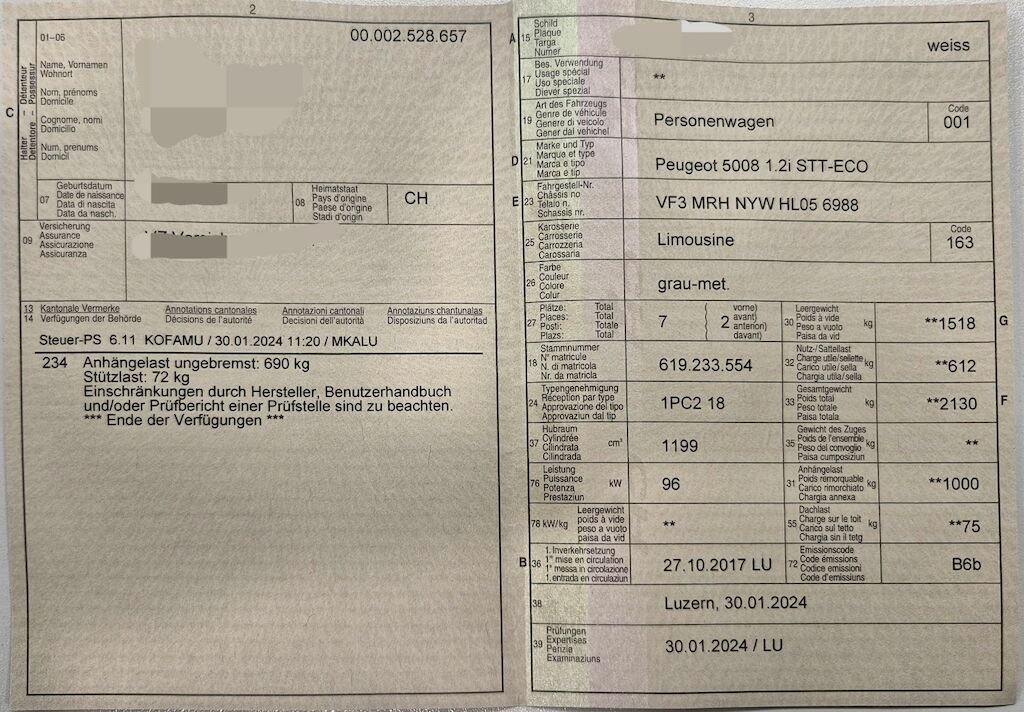 2
00.002.528.657
01–06
Name, Vornamen
Wohnort
Nom, prénoms
Domicile
Cognome, nomi
Domicilio
Num, prenums
Domicil
C
Halter – Détenteur
Detentore – Possessur
07
Geburtsdatum
Date de naissance
Data di nascita
Data da nasch.
08
Heimatstaat
Pays d'origine
Paese d'origine
Stadi d'origin
CH
09
Versicherung
Assurance
Assicurazione
Assicuranza
13 Kantonale Vermerke Annotations cantonales Annotazioni cantonali Annotaziuns chantunalas
14 Verfügungen der Behörde Décisions de l'autorité Decisioni dell'autorità Disposiziuns da l'autoritad
Steuer-PS 6.11 KOFAMU / 30.01.2024 11:20 / MKALU
234 Anhängelast ungebremst: 690 kg
Stützlast: 72 kg
Einschränkungen durch Hersteller, Benutzerhandbuch
und/oder Prüfbericht einer Prüfstelle sind zu beachten.
*** Ende der Verfügungen ***
3
A 15
Schild
Plaque
Targa
Numer
weiss
17
Bes. Verwendung
Usage spécial
Uso speciale
Diever spezial
**
19
Art des Fahrzeugs
Genre de véhicule
Genere di veicolo
Gener dal vehichel
Personenwagen
Code
001
D 21
Marke und Typ
Marque et type
Marca e tipo
Marca e tip
Peugeot 5008 1.2i STT-ECO
E 23
Fahrgestell-Nr.
Châssis no
Telaio n.
Schassis nr.
VF3 MRH NYW HL05 6988
25
Karosserie
Carrosserie
Carrozzeria
Carossaria
Limousine
Code
163
26
Farbe
Couleur
Colore
Colur
grau-met.
27
Plätze: Total
Places: Total
Posti: Totale
Plazs: Total
7
vorne)
avant)
anteriori)
davant)
2
30
Leergewicht
Poids à vide
Peso a vuoto
Paisa da vid
kg
**1518
G
18
Stammnummer
N° matricule
N. di matricola
Nr. da matricla
619.233.554
32
Nutz-/Sattellast
Charge utile/sellette
Carico utile/sella
Chargia utila/sella
kg
**612
24
Typengenehmigung
Réception par type
Approvazione del tipo
Approvaziun dal tip
1PC2 18
33
Gesamtgewicht
Poids total
Peso totale
Paisa totala
kg
**2130
F
37
Hubraum
Cylindrée
Cilindrata
Cilindrada
cm³
1199
35
Gewicht des Zuges
Poids de l'ensemble
Peso del convoglio
Paisa cumposiziun
kg
**
76
Leistung
Puissance
Potenza
Prestaziun
kW
96
31
Anhängelast
Poids remorquable
Carico rimorchiato
Chargia annexa
kg
**1000
78 kW/kg
Leergewicht
poids à vide
peso a vuoto
paisa da vid
**
55
Dachlast
Charge sur le toit
Carico sul tetto
Chargia sin il tetg
kg
**75
B 36
1. Inverkehrsetzung
1re mise en circulation
1a messa in circolazione
1. entrada en circulaziun
27.10.2017 LU
72
Emissionscode
Code émissions
Codice emissioni
Code d'emissiuns
B6b
38
Luzern, 30.01.2024
39
Prüfungen
Expertises
Perizia
Examinaziuns
30.01.2024 / LU